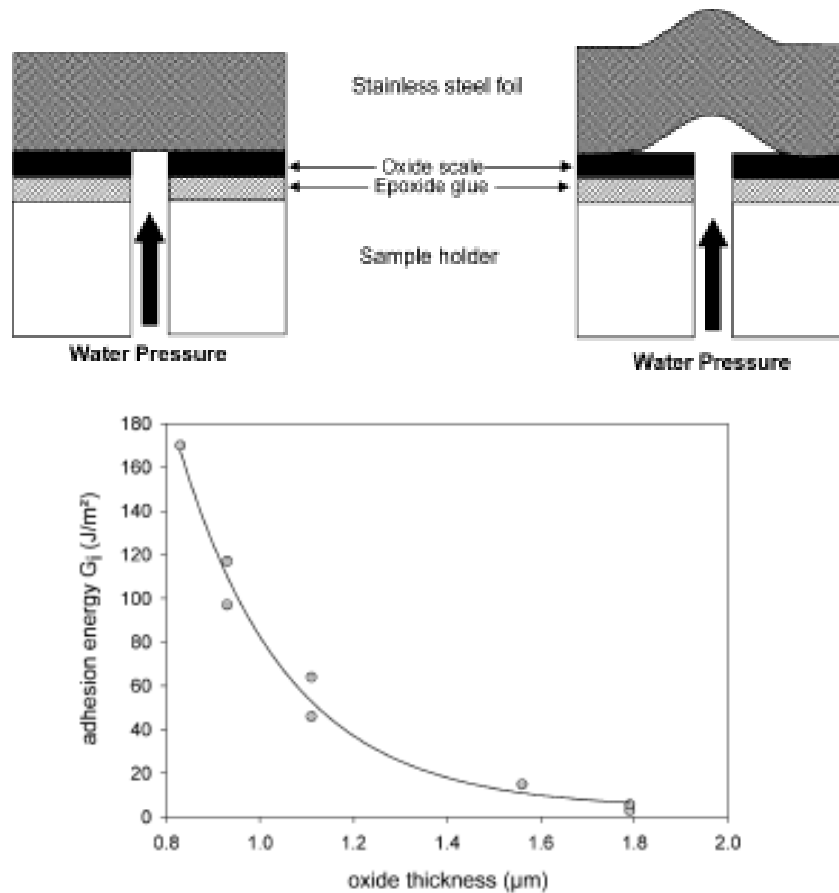 Stainless steel foil
Oxide scale
Epoxide glue
Sample holder
Water Pressure
Water Pressure
180
160
140
120
100
80
60
40
20
0
adhesion energy Gᵢ (J/m²)
0.8 1.0 1.2 1.4 1.6 1.8 2.0
oxide thickness (µm)